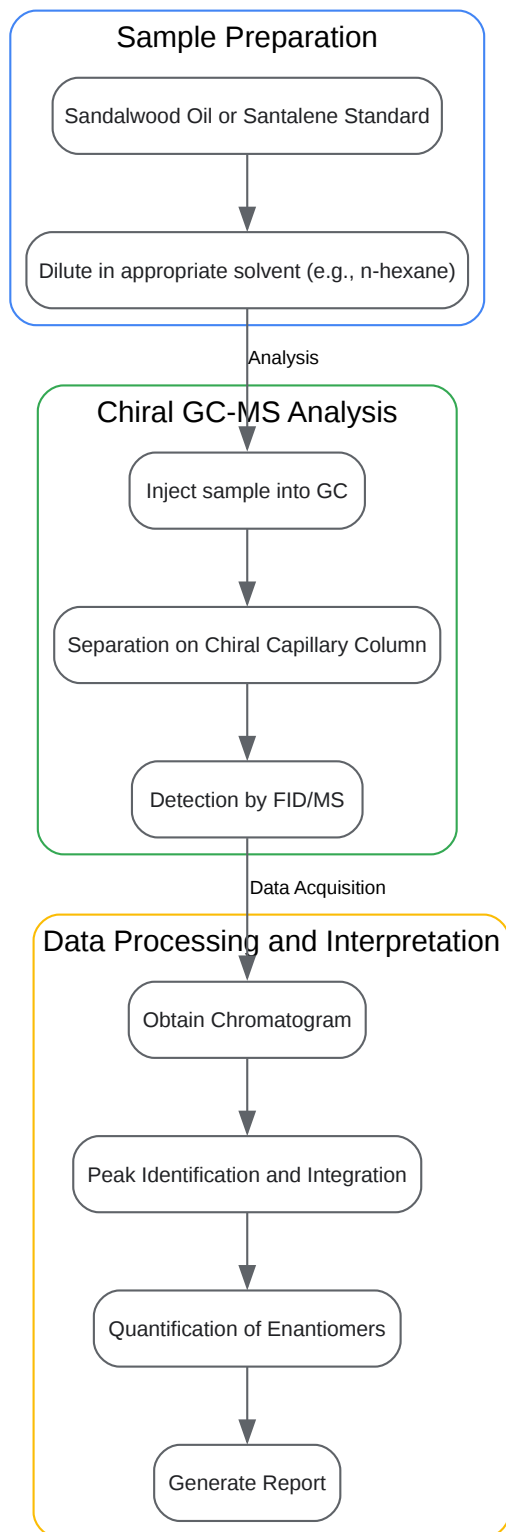 Sample Preparation
Sandalwood Oil or Santalene Standard
Dilute in appropriate solvent (e.g., n-hexane)
Analysis
Chiral GC-MS Analysis
Inject sample into GC
Separation on Chiral Capillary Column
Detection by FID/MS
Data Acquisition
Data Processing and Interpretation
Obtain Chromatogram
Peak Identification and Integration
Quantification of Enantiomers
Generate Report